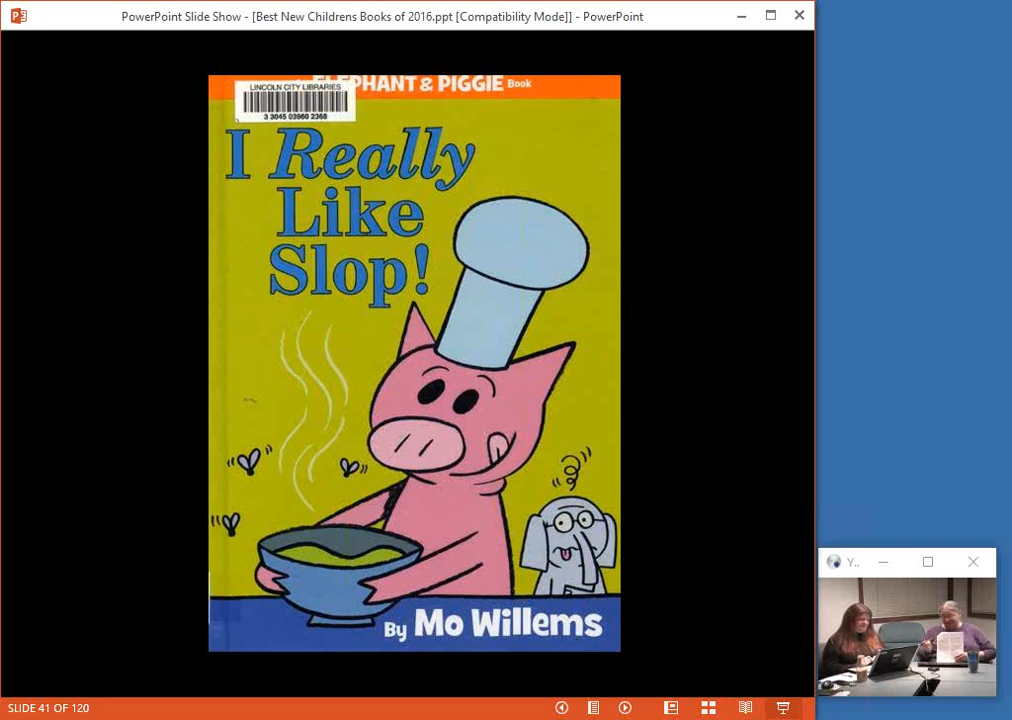 PowerPoint Slide Show - [Best New Childrens Books of 2016.ppt [Compatibility Mode]] - PowerPoint
ELEPHANT & PIGGIE Book
LINCOLN CITY LIBRARIES
3 3045 03960 2368
I Really
Like
Slop!
By Mo Willems
Y..
SLIDE 41 OF 120